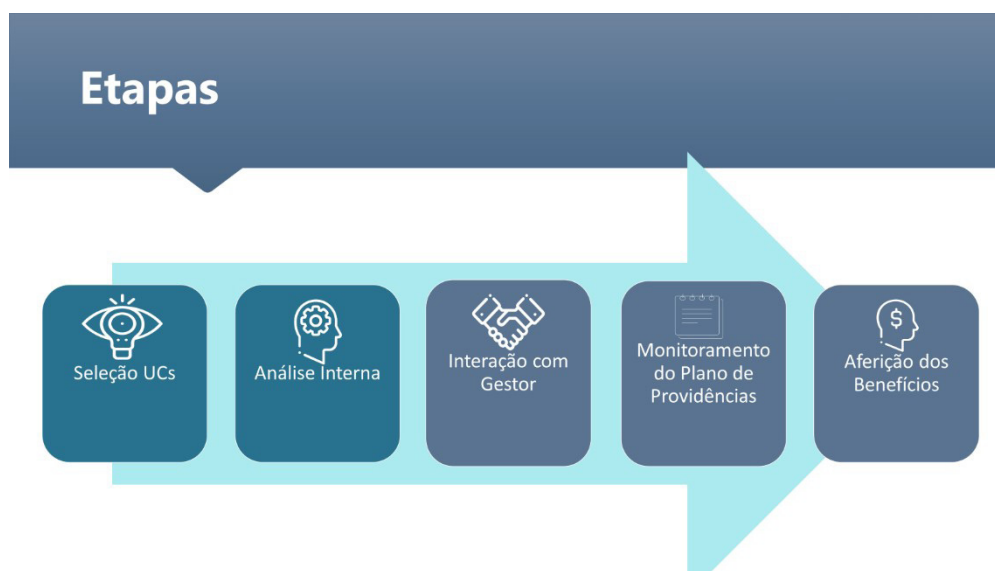 Etapas
Seleção UCs
Análise Interna
Interação com
Gestor
Monitoramento
do Plano de
Providências
Aferição dos
Benefícios
$